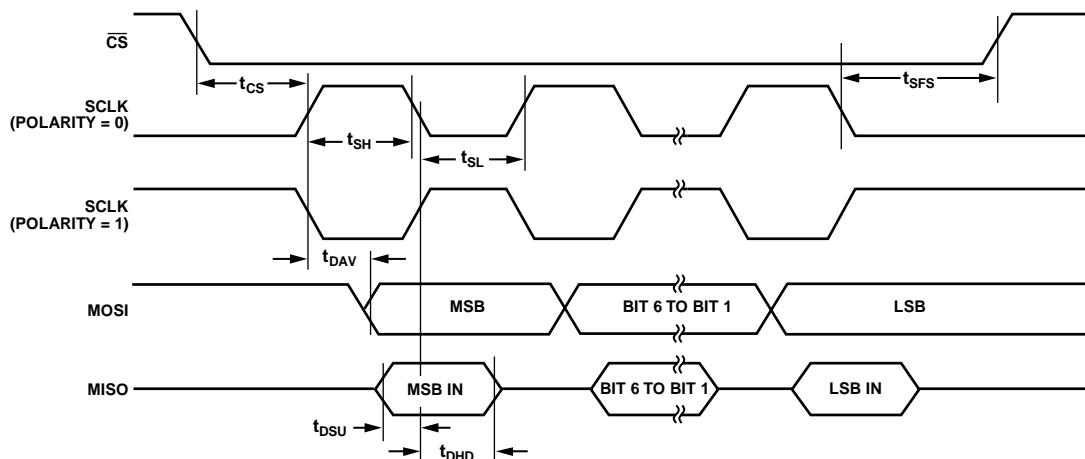 CS
tCS
tSFS
SCLK
(POLARITY = 0)
tSH
tSL
SCLK
(POLARITY = 1)
tDAV
MOSI
MSB
BIT 6 TO BIT 1
LSB
MISO
MSB IN
BIT 6 TO BIT 1
LSB IN
tDSU
tDHD